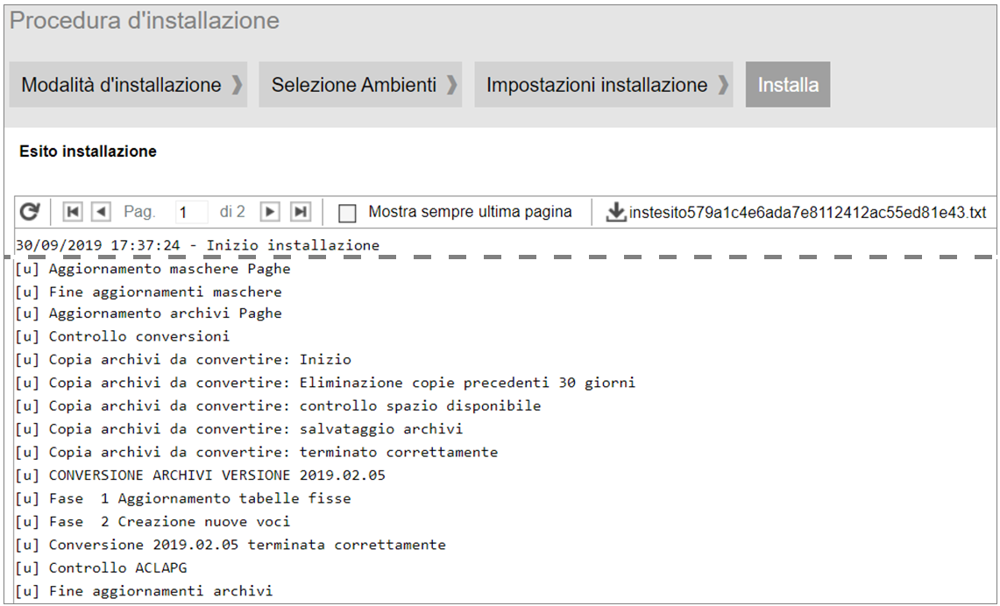 Procedura d'installazione
Modalità d'installazione ❯ Selezione Ambienti ❯ Impostazioni installazione ❯ Installa
Esito installazione
Pag. 1 di 2 Mostra sempre ultima pagina instesito579a1c4e6ada7e8112412ac55ed81e43.txt
30/09/2019 17:37:24 - Inizio installazione
[u] Aggiornamento maschere Paghe
[u] Fine aggiornamenti maschere
[u] Aggiornamento archivi Paghe
[u] Controllo conversioni
[u] Copia archivi da convertire: Inizio
[u] Copia archivi da convertire: Eliminazione copie precedenti 30 giorni
[u] Copia archivi da convertire: controllo spazio disponibile
[u] Copia archivi da convertire: salvataggio archivi
[u] Copia archivi da convertire: terminato correttamente
[u] CONVERSIONE ARCHIVI VERSIONE 2019.02.05
[u] Fase  1 Aggiornamento tabelle fisse
[u] Fase  2 Creazione nuove voci
[u] Conversione 2019.02.05 terminata correttamente
[u] Controllo ACLAPG
[u] Fine aggiornamenti archivi